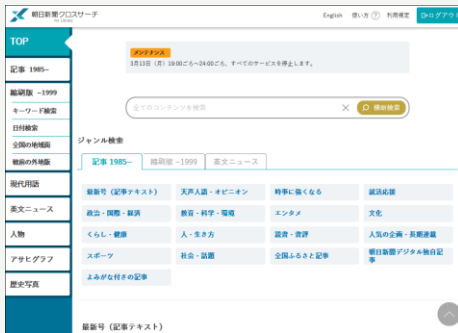 朝日新聞クロスサーチ
for Library
English 使い方 ? 利用規定 ログアウト
TOP
記事 1985~
縮刷版 ~1999
キーワード検索
日付検索
全国の地域面
戦前の外地版
現代用語
英文ニュース
人物
アサヒグラフ
歴史写真
メンテナンス
3月13日（月）19:00ごろ~24:00ごろ、すべてのサービスを停止します。
全てのコンテンツを検索 × 横断検索
ジャンル検索
記事 1985~ 縮刷版 ~1999 英文ニュース
最新号（記事テキスト） 天声人語・オピニオン 時事に強くなる 就活応援
政治・国際・経済 教育・科学・環境 エンタメ 文化
くらし・健康 人・生き方 読書・書評 人気の企画・長期連載
スポーツ 社会・話題 全国ふるさと記事 朝日新聞デジタル独自記事
よみがな付きの記事
最新号（記事テキスト）